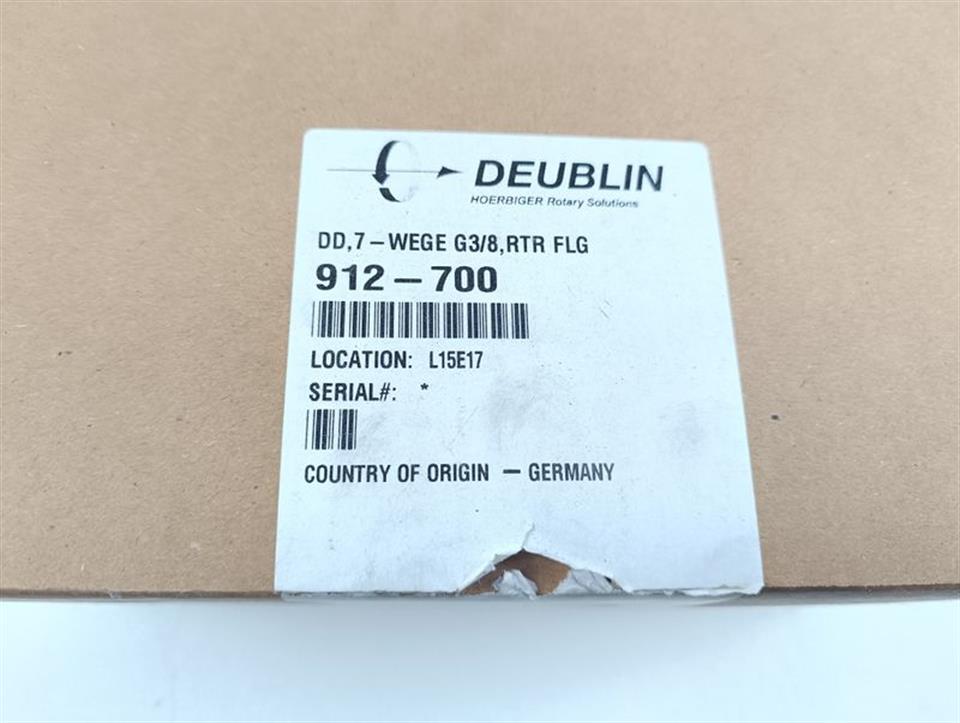 DEUBLIN
HOERBIGER Rotary Solutions
DD,7-WEGE G3/8,RTR FLG
912-700
LOCATION: L15E17
SERIAL#: *
COUNTRY OF ORIGIN - GERMANY